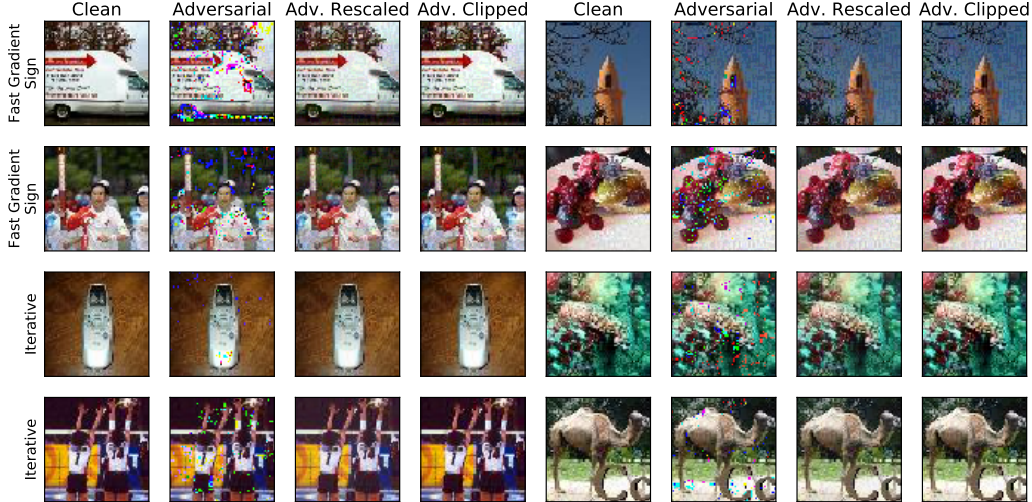 Clean Adversarial Adv. Rescaled Adv. Clipped Clean Adversarial Adv. Rescaled Adv. Clipped
Fast Gradient
Sign
Fast Gradient
Sign
Iterative
Iterative
7